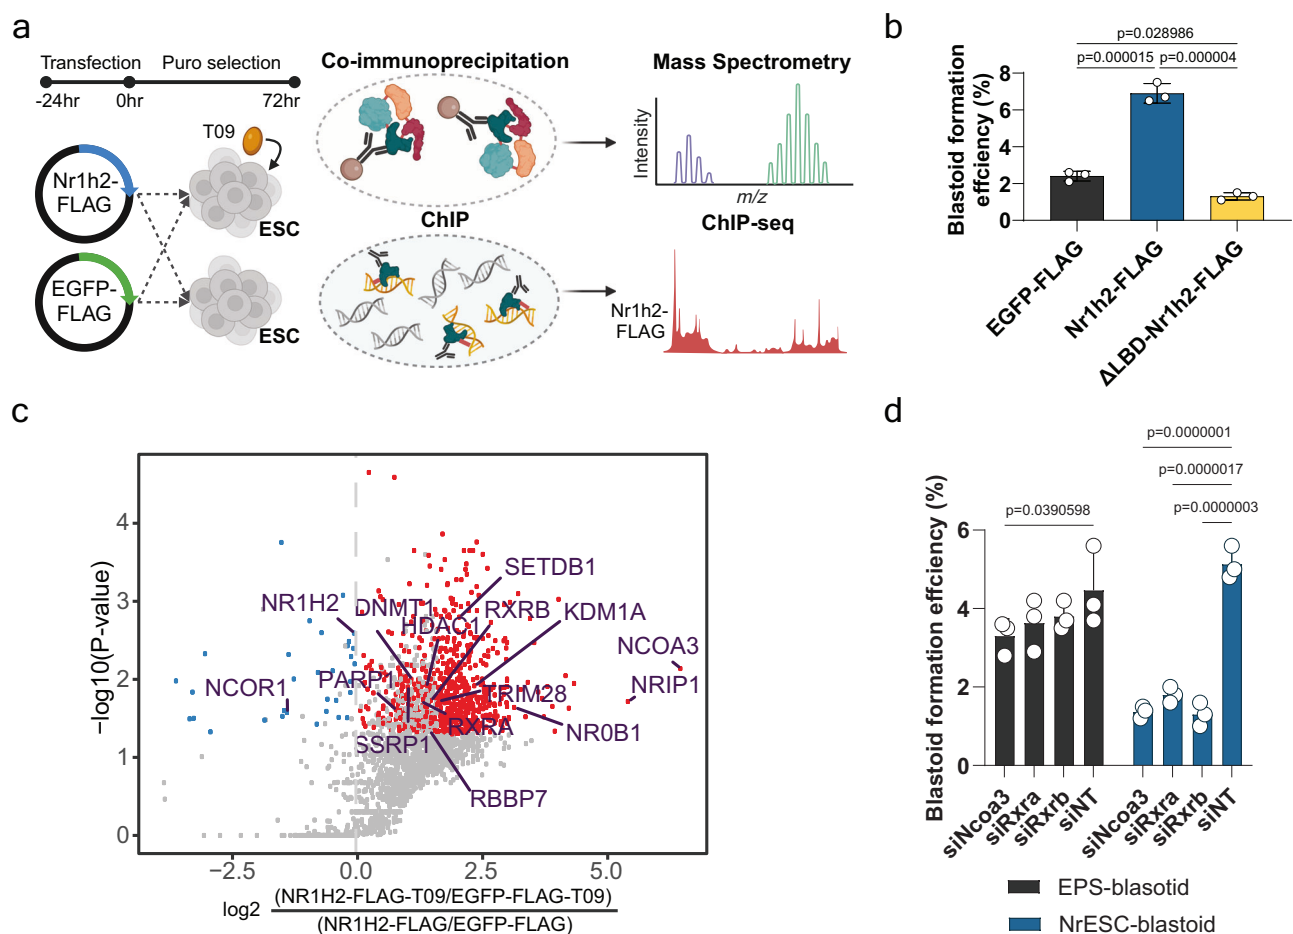 a
Transfection
Puro selection
-24hr
0hr
72hr
Nr1h2-
FLAG
EGFP-
FLAG
T09
ESC
ESC
Co-immunoprecipitation
ChIP
Mass Spectrometry
Intensity
m/z
ChIP-seq
Nr1h2-
FLAG
b
p=0.028986
p=0.000015
p=0.000004
Blastoid formation
effciency (%)
8
6
4
2
0
EGFP-FLAG
Nr1h2-FLAG
ΔLBD-Nr1h2-FLAG
c
−log10(P-value)
4
3
2
1
0
SETDB1
NR1H2
DNMT1
RXRB
KDM1A
HDAC1
NCOA3
NCOR1
PARP1
TRIM28
NRIP1
RXRA
NR0B1
SSRP1
RBBP7
−2.5
0.0
2.5
5.0
log2
(NR1H2-FLAG-T09/EGFP-FLAG-T09)
(NR1H2-FLAG/EGFP-FLAG)
d
p=0.0000001
p=0.0000017
p=0.0390598
p=0.0000003
Blastoid formation effciency (%)
6
4
2
0
siNcoa3
siRxra
siRxrb
siNT
siNcoa3
siRxra
siRxrb
siNT
EPS-blasotid
NrESC-blastoid